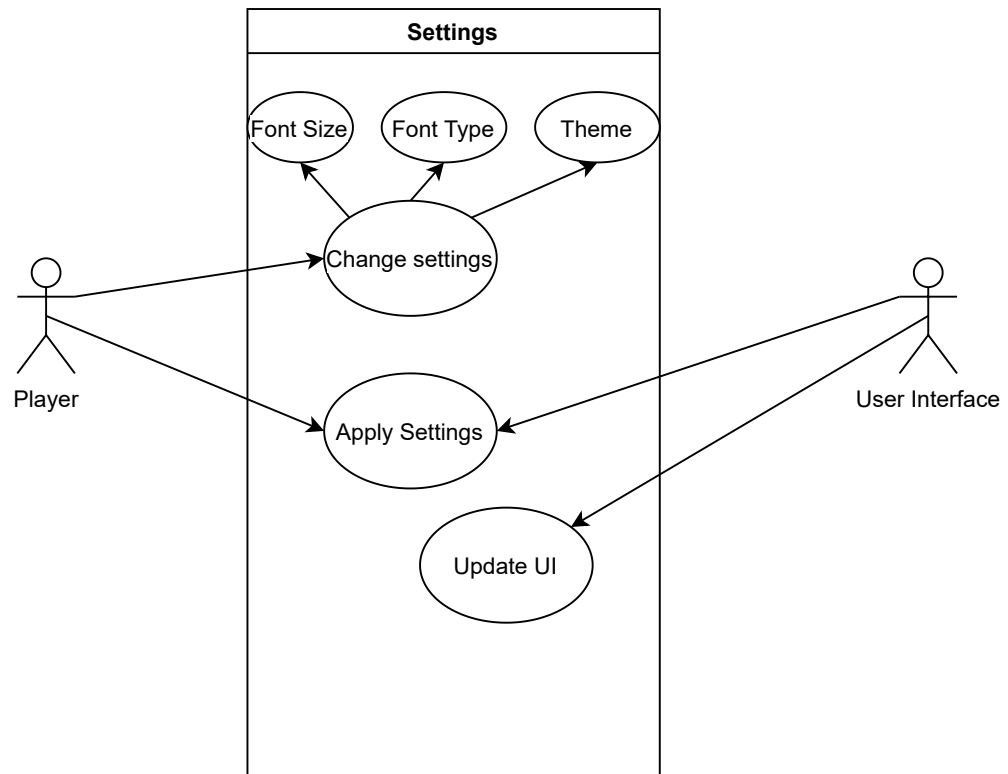 Settings
Font Size
Font Type
Theme
Change settings
Player
User Interface
Apply Settings
Update UI